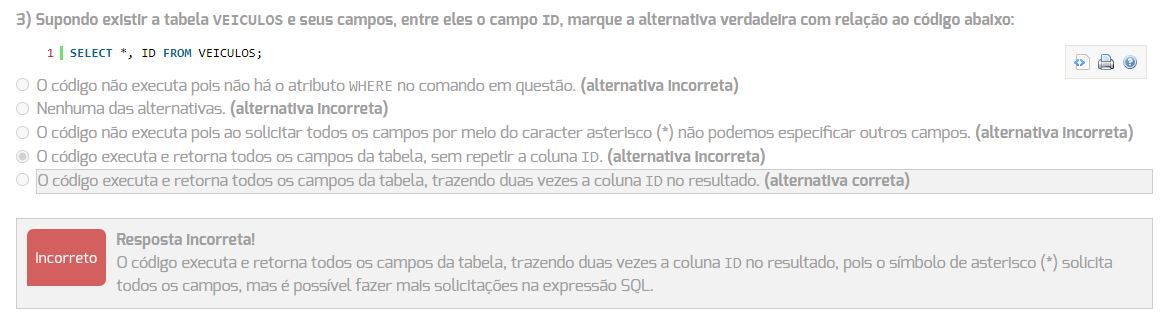 3) Supondo existir a tabela VEICULOS e seus campos, entre eles o campo ID, marque a alternativa verdadeira com relação ao código abaixo:
1 SELECT *, ID FROM VEICULOS;
O código não executa pois não há o atributo WHERE no comando em questão. (alternativa incorreta)
Nenhuma das alternativas. (alternativa incorreta)
O código não executa pois ao solicitar todos os campos por meio do caracter asterisco (*) não podemos especificar outros campos. (alternativa incorreta)
O código executa e retorna todos os campos da tabela, sem repetir a coluna ID. (alternativa incorreta)
O código executa e retorna todos os campos da tabela, trazendo duas vezes a coluna ID no resultado. (alternativa correta)
Incorreto
Resposta Incorreta!
O código executa e retorna todos os campos da tabela, trazendo duas vezes a coluna ID no resultado, pois o símbolo de asterisco (*) solicita
todos os campos, mas é possível fazer mais solicitações na expressão SQL.